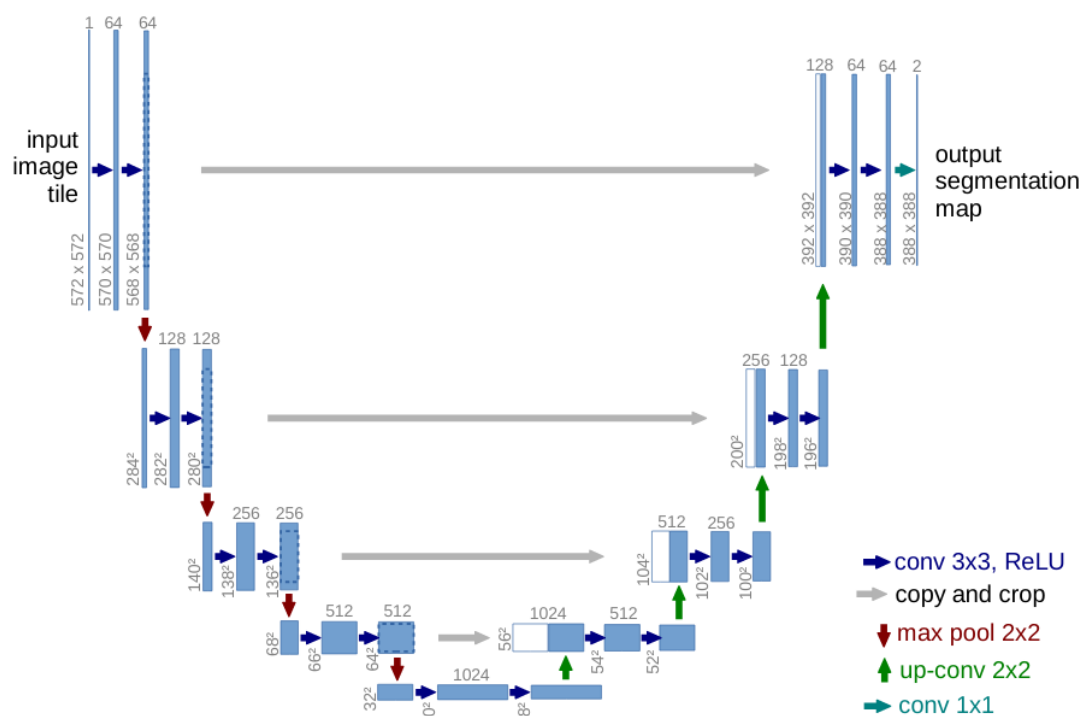 1 64 64
input
image
tile
572 x 572
570 x 570
568 x 568
128 64 64 2
output
segmentation
map
392 x 392
390 x 390
388 x 388
388 x 388
128 128
284²
282²
280²
256 128
200²
198²
196²
256 256
140²
138²
136²
512 256
104²
102²
100²
512 512
68²
66²
64²
1024 512
56²
54²
52²
1024
32²
conv 3x3, ReLU
copy and crop
max pool 2x2
up-conv 2x2
conv 1x1